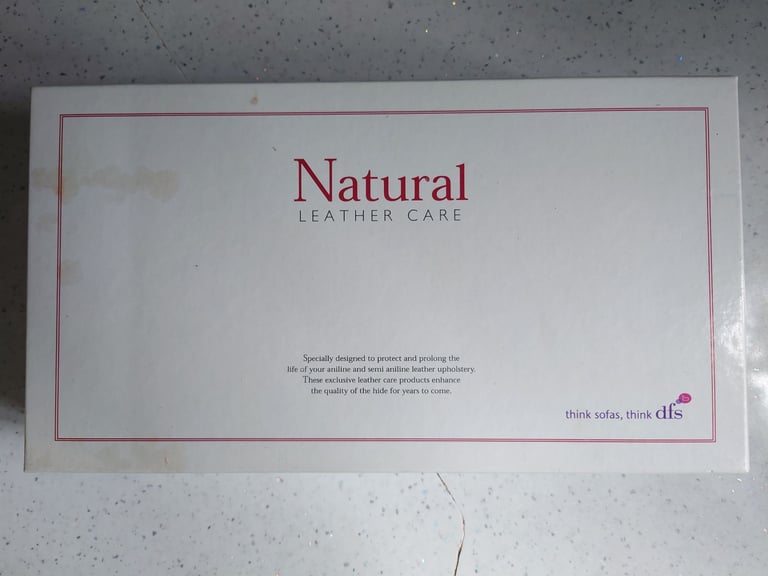 Natural
LEATHER CARE
Specially designed to protect and prolong the
life of your aniline and semi aniline leather upholstery.
These exclusive leather care products enhance
the quality of the hide for years to come.
think sofas, think dfs